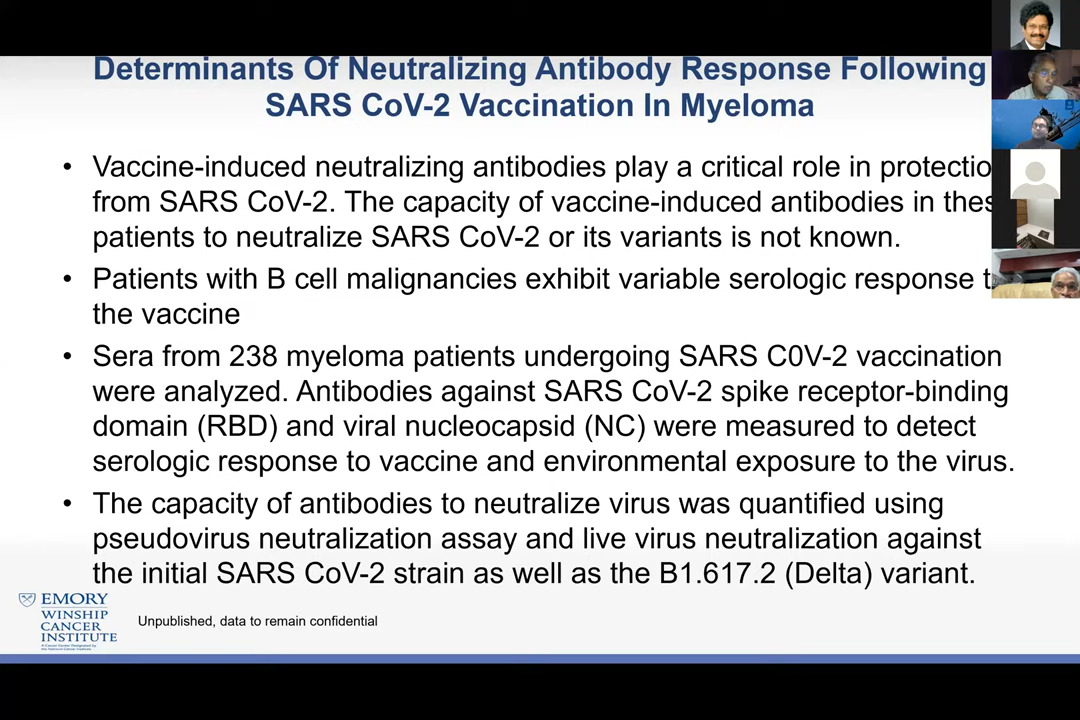 Determinants Of Neutralizing Antibody Response Following
SARS CoV-2 Vaccination In Myeloma
• Vaccine-induced neutralizing antibodies play a critical role in protectio
from SARS CoV-2. The capacity of vaccine-induced antibodies in thes
patients to neutralize SARS CoV-2 or its variants is not known.
• Patients with B cell malignancies exhibit variable serologic response t
the vaccine
• Sera from 238 myeloma patients undergoing SARS C0V-2 vaccination
were analyzed. Antibodies against SARS CoV-2 spike receptor-binding
domain (RBD) and viral nucleocapsid (NC) were measured to detect
serologic response to vaccine and environmental exposure to the virus.
• The capacity of antibodies to neutralize virus was quantified using
pseudovirus neutralization assay and live virus neutralization against
the initial SARS CoV-2 strain as well as the B1.617.2 (Delta) variant.
EMORY
WINSHIP
CANCER
INSTITUTE
Unpublished, data to remain confidential